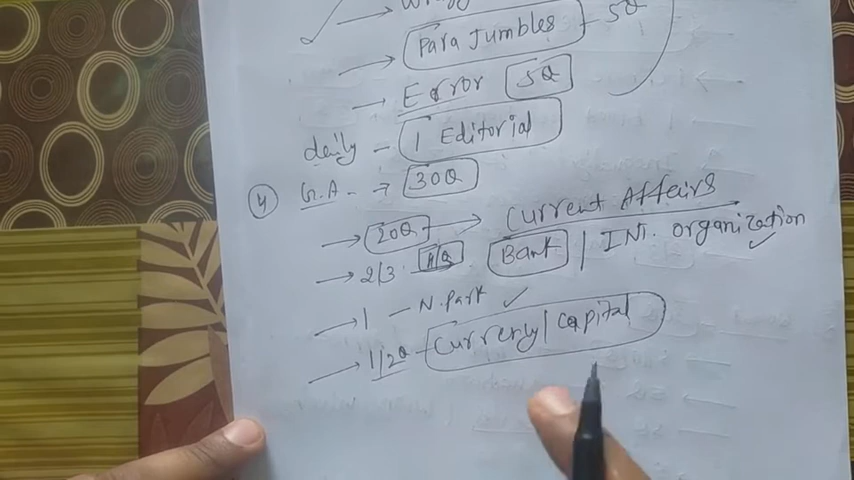 → Para Jumbles - 5Q
→ Error 5Q
daily - 1 Editorial
4 G.A - → 30Q
→ 20Q → Current Affairs
→ 2/3 H/Q Bank / INT. organization ✓
→ 1 - N. Park ✓
→ 1/2Q - Currency / Capital